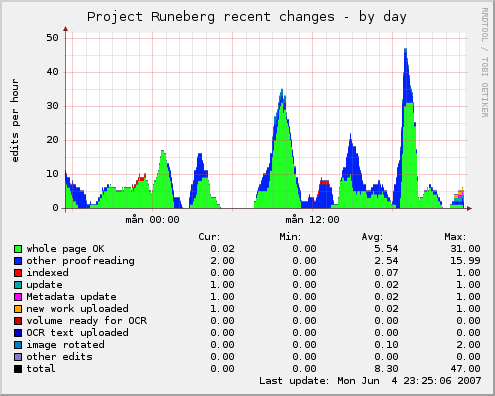 Project Runeberg recent changes - by day
RRDTOOL / TOBI OETIKER
edits per hour
50
40
30
20
10
0
mån 00:00
mån 12:00
Cur: Min: Avg: Max:
whole page OK 0.02 0.00 5.54 31.00
other proofreading 2.00 0.00 2.54 15.99
indexed 0.00 0.00 0.07 1.00
update 1.00 0.00 0.02 1.00
Metadata update 1.00 0.00 0.02 1.00
new work uploaded 1.00 0.00 0.02 1.00
volume ready for OCR 0.00 0.00 0.00 0.00
OCR text uploaded 0.00 0.00 0.00 0.00
image rotated 0.00 0.00 0.10 2.00
other edits 0.00 0.00 0.00 0.00
total 0.00 0.00 8.30 47.00
Last update: Mon Jun 4 23:25:06 2007